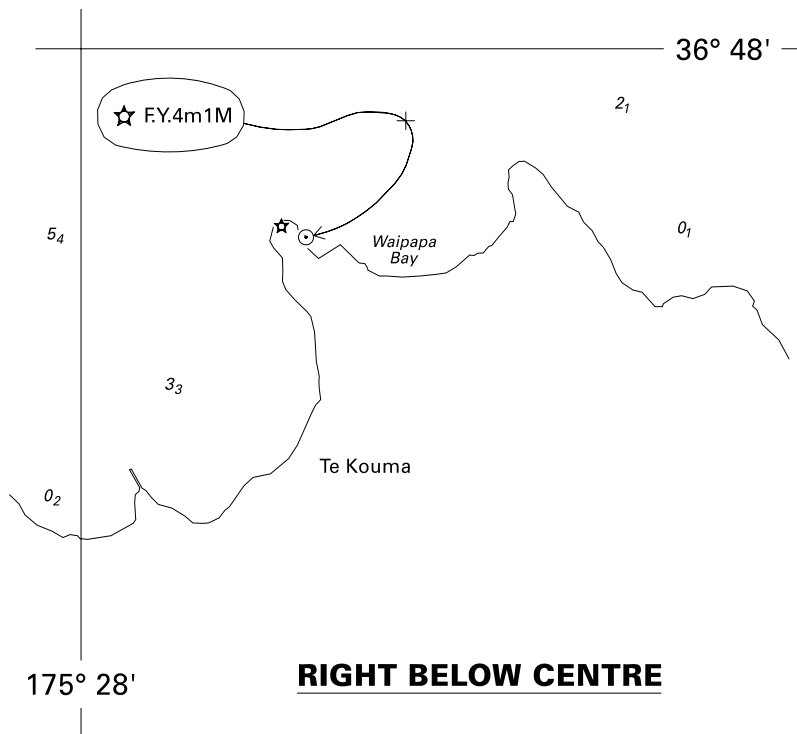 36° 48'
2₁
F.Y.4m1M
5₄
0₁
Waipapa
Bay
3₃
Te Kouma
0₂
175° 28'
RIGHT BELOW CENTRE